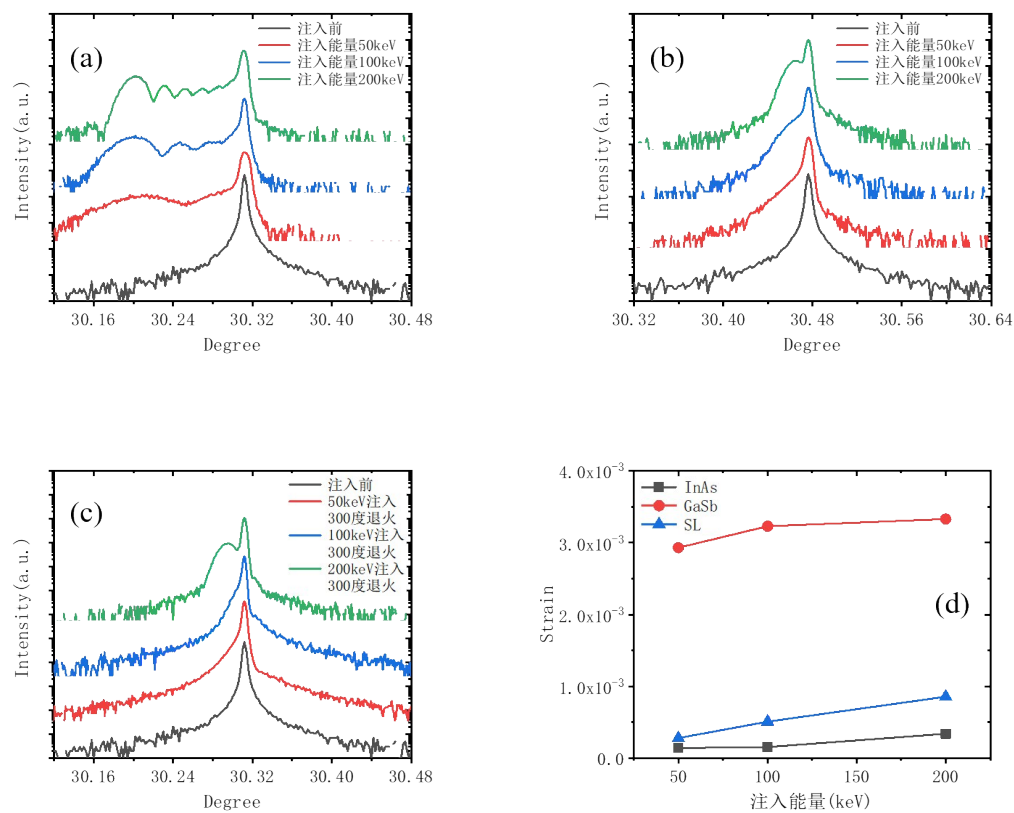 (a)
注入前
注入能量50keV
注入能量100keV
注入能量200keV
Intensity(a.u.)
30.16 30.24 30.32 30.40 30.48
Degree
(b)
注入前
注入能量50keV
注入能量100keV
注入能量200keV
Intensity(a.u.)
30.32 30.40 30.48 30.56 30.64
Degree
(c)
注入前
50keV注入
300度退火
100keV注入
300度退火
200keV注入
300度退火
Intensity(a.u.)
30.16 30.24 30.32 30.40 30.48
Degree
(d)
InAs
GaSb
SL
Strain
4.0x10⁻³
3.0x10⁻³
2.0x10⁻³
1.0x10⁻³
0.0
50 100 150 200
注入能量(keV)